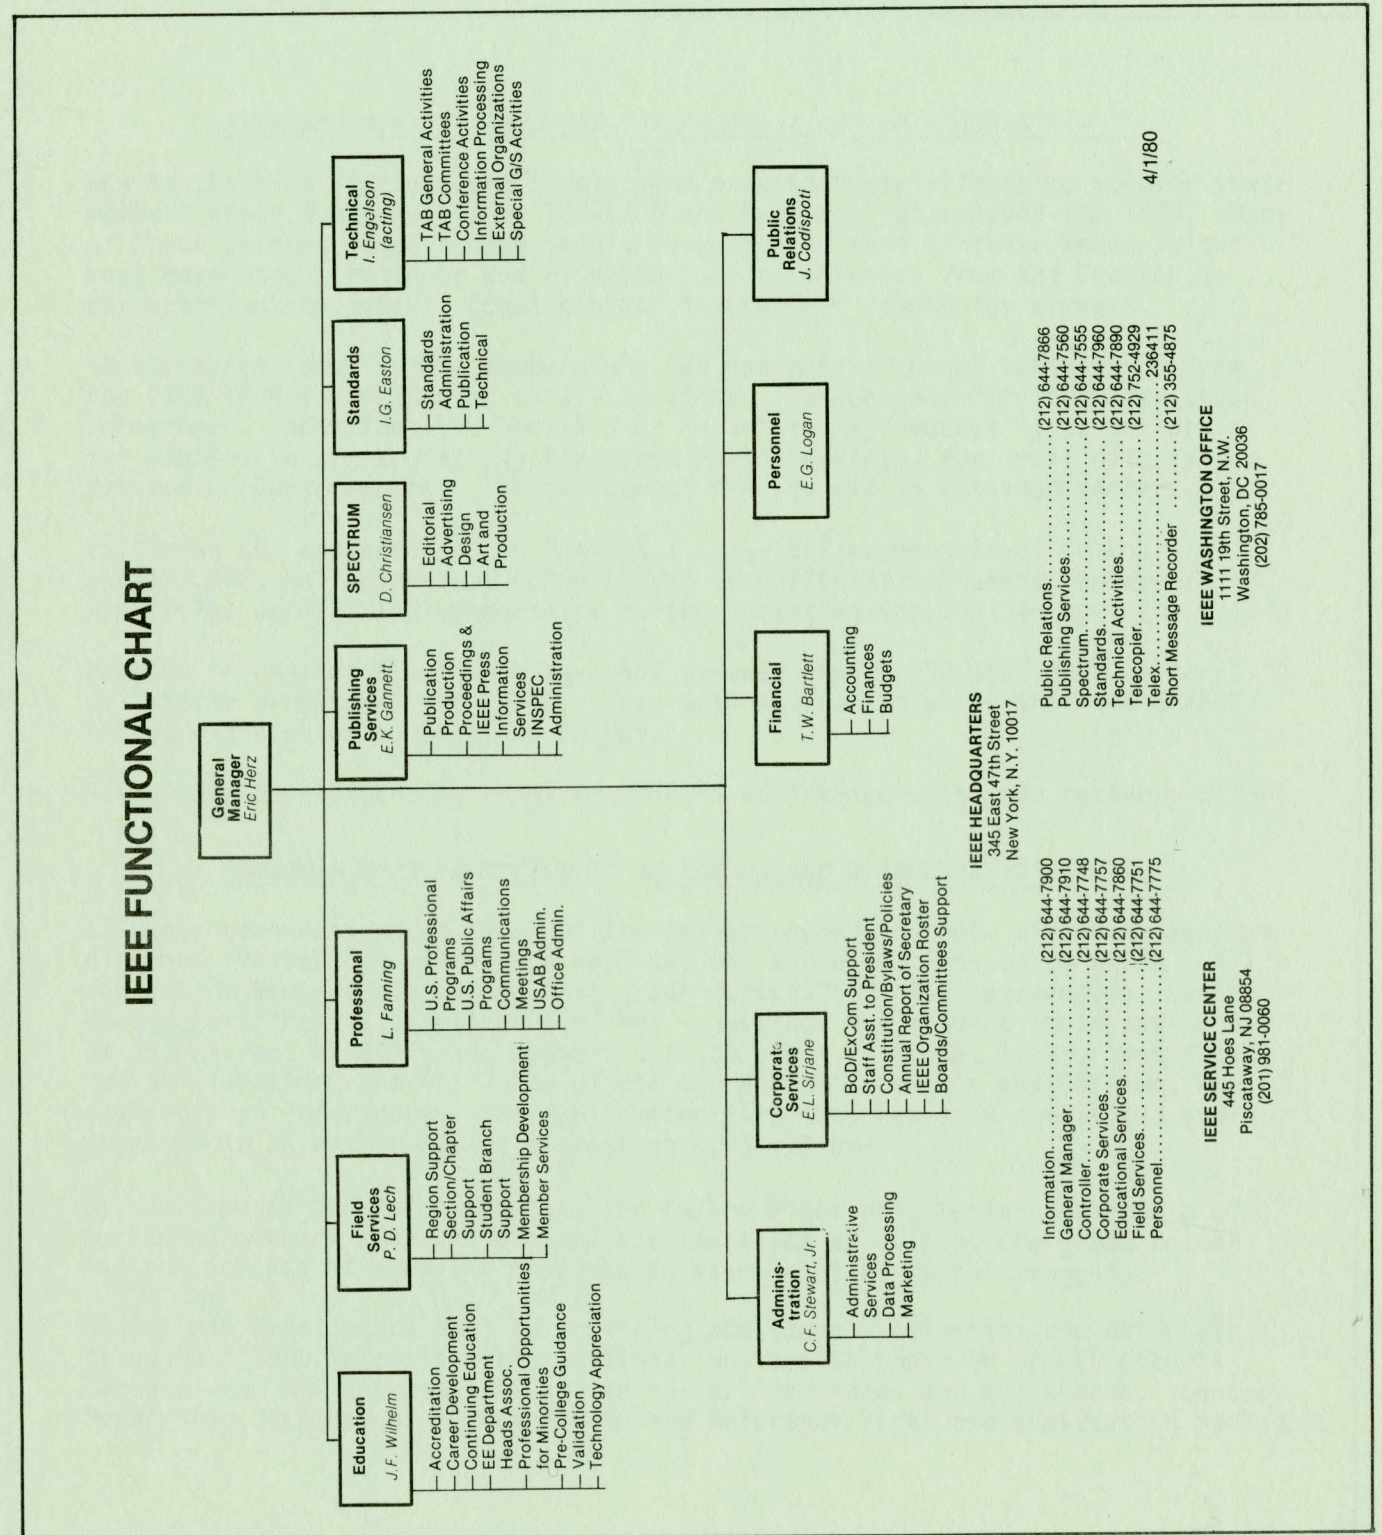 IEEE FUNCTIONAL CHART
General
Manager
Eric Herz
Education
J.F. Wilhelm
Accreditation
Career Development
Continuing Education
EE Department
Heads Assoc.
Professional Opportunities
for Minorities
Pre-College Guidance
Validation
Technology Appreciation
Field
Services
P. D. Lech
Region Support
Section/Chapter
Support
Student Branch
Support
Membership Development
Member Services
Professional
L. Fanning
U.S. Professional
Programs
U.S. Public Affairs
Programs
Communications
Meetings
USAB Admin.
Office Admin.
Publishing
Services
E.K. Gannett
Publication
Production
Proceedings &
IEEE Press
Information
Services
INSPEC
Administration
SPECTRUM
D. Christiansen
Editorial
Advertising
Design
Art and
Production
Standards
I.G. Easton
Standards
Administration
Publication
Technical
Technical
I. Engelson
(acting)
TAB General Activities
TAB Committees
Conference Activities
Information Processing
External Organizations
Special G/S Actvities
Adminis-
tration
C.F. Stewart, Jr.
Administrative
Services
Data Processing
Marketing
Corporate
Services
E.L. Sirjane
BoD/ExCom Support
Staff Asst. to President
Constitution/Bylaws/Policies
Annual Report of Secretary
IEEE Organization Roster
Boards/Committees Support
Financial
T.W. Bartlett
Accounting
Finances
Budgets
Personnel
E.G. Logan
Public
Relations
J. Codispoti
IEEE HEADQUARTERS
345 East 47th Street
New York, N.Y. 10017
Information.................... (212) 644-7900
General Manager.............. (212) 644-7910
Controller...................... (212) 644-7748
Corporate Services............ (212) 644-7757
Educational Services.......... (212) 644-7860
Field Services.................. (212) 644-7751
Personnel...................... (212) 644-7775
Public Relations................ (212) 644-7866
Publishing Services............ (212) 644-7560
Spectrum...................... (212) 644-7555
Standards...................... (212) 644-7960
Technical Activities............ (212) 644-7890
Telecopier...................... (212) 752-4929
Telex................................ 236411
Short Message Recorder ....... (212) 355-4875
IEEE SERVICE CENTER
445 Hoes Lane
Piscataway, NJ 08854
(201) 981-0060
IEEE WASHINGTON OFFICE
1111 19th Street, N.W.
Washington, DC 20036
(202) 785-0017
4/1/80